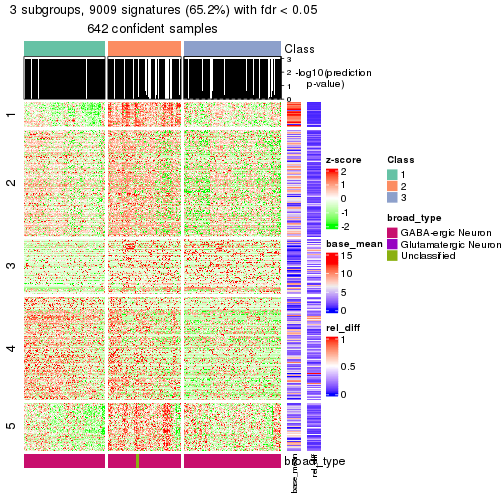 3 subgroups, 9009 signatures (65.2%) with fdr < 0.05
642 confident samples
Class
3
2
1
0
-log10(prediction
p-value)
1
2
3
4
5
z-score
2
1
0
-1
-2
base_mean
15
10
5
0
rel_diff
1
0.5
0
Class
1
2
3
broad_type
GABA-ergic Neuron
Glutamatergic Neuron
Unclassified
broad_type
base_mean
rel_diff